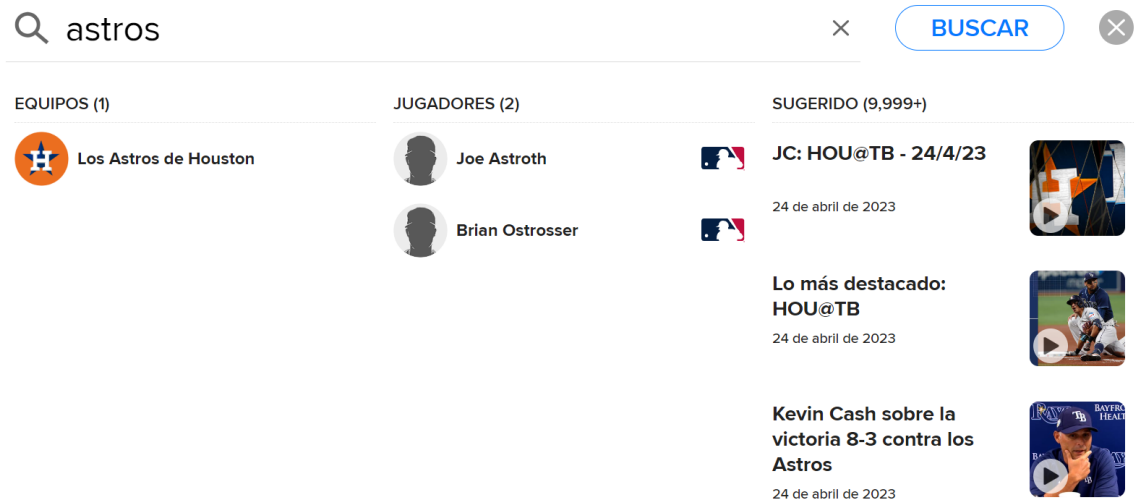 astros
BUSCAR
EQUIPOS (1)
Los Astros de Houston
JUGADORES (2)
Joe Astroth
Brian Ostrosser
SUGERIDO (9,999+)
JC: HOU@TB - 24/4/23
24 de abril de 2023
Lo más destacado:
HOU@TB
24 de abril de 2023
Kevin Cash sobre la
victoria 8-3 contra los
Astros
24 de abril de 2023